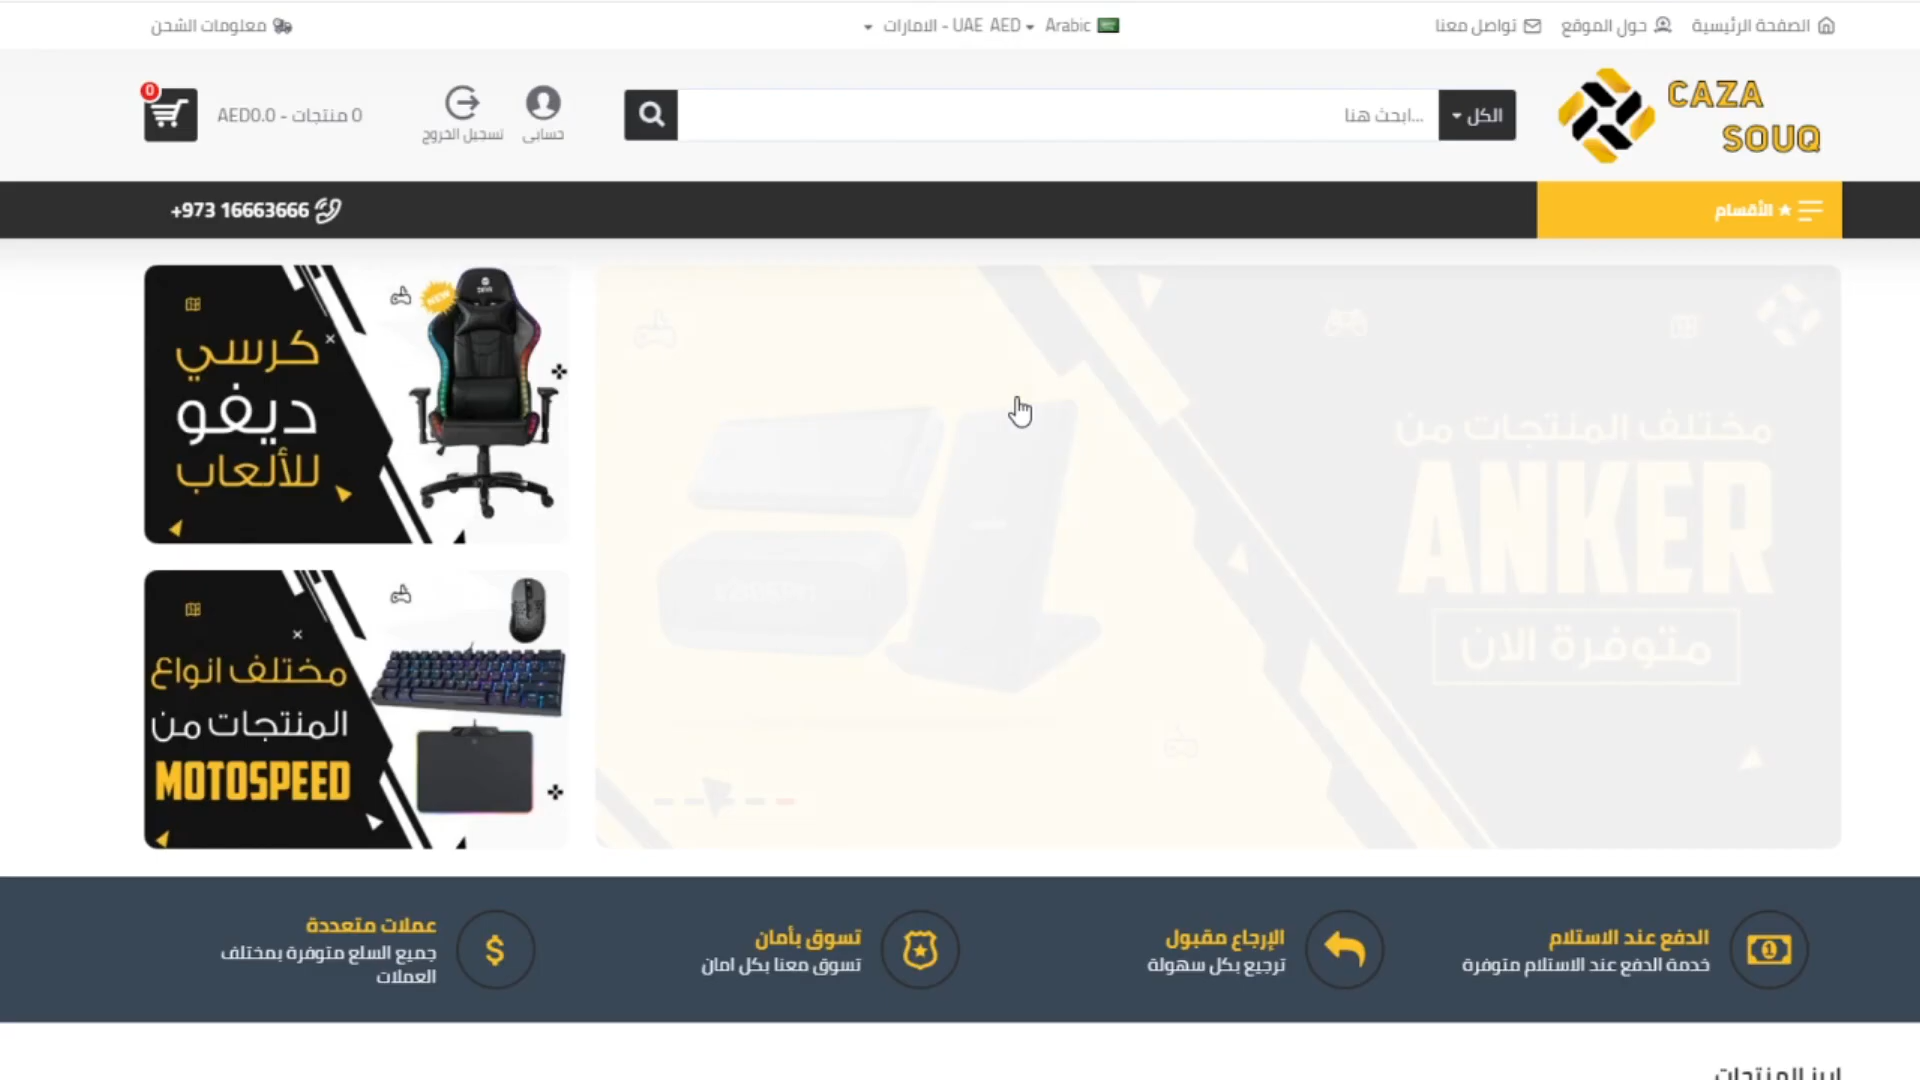 الصفحة الرئيسية
حول الموقع
تواصل معنا
Arabic
UAE AED - الامارات
معلومات الشحن
CAZA
SOUQ
الكل
ابحث هنا...
حسابي
تسجيل الخروج
0 منتجات - AED0.0
0
الأقسام
+973 16663666
مختلف المنتجات من
ANKER
متوفرة الان
NEW
كرسي
ديفو
للألعاب
مختلف انواع
المنتجات من
MOTOSPEED
الدفع عند الاستلام
خدمة الدفع عند الاستلام متوفرة
الإرجاع مقبول
ترجيع بكل سهولة
تسوق بأمان
تسوق معنا بكل امان
عملات متعددة
جميع السلع متوفرة بمختلف
العملات
ابرز المنتجات